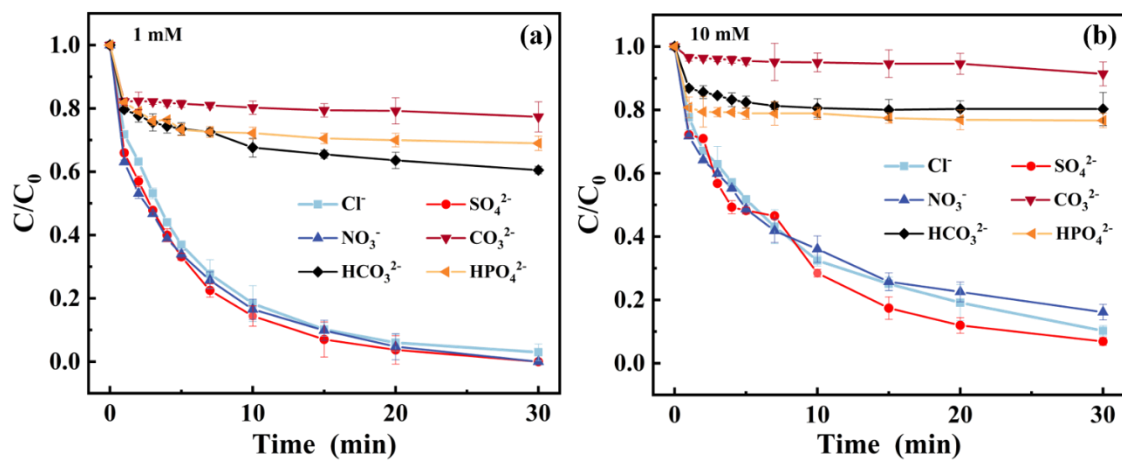 1 mM
(a)
C/C₀
1.0
0.8
0.6
0.4
0.2
0.0
Cl⁻
SO₄²⁻
NO₃⁻
CO₃²⁻
HCO₃²⁻
HPO₄²⁻
0
10
20
30
Time (min)
10 mM
(b)
C/C₀
1.0
0.8
0.6
0.4
0.2
0.0
Cl⁻
SO₄²⁻
NO₃⁻
CO₃²⁻
HCO₃²⁻
HPO₄²⁻
0
10
20
30
Time (min)